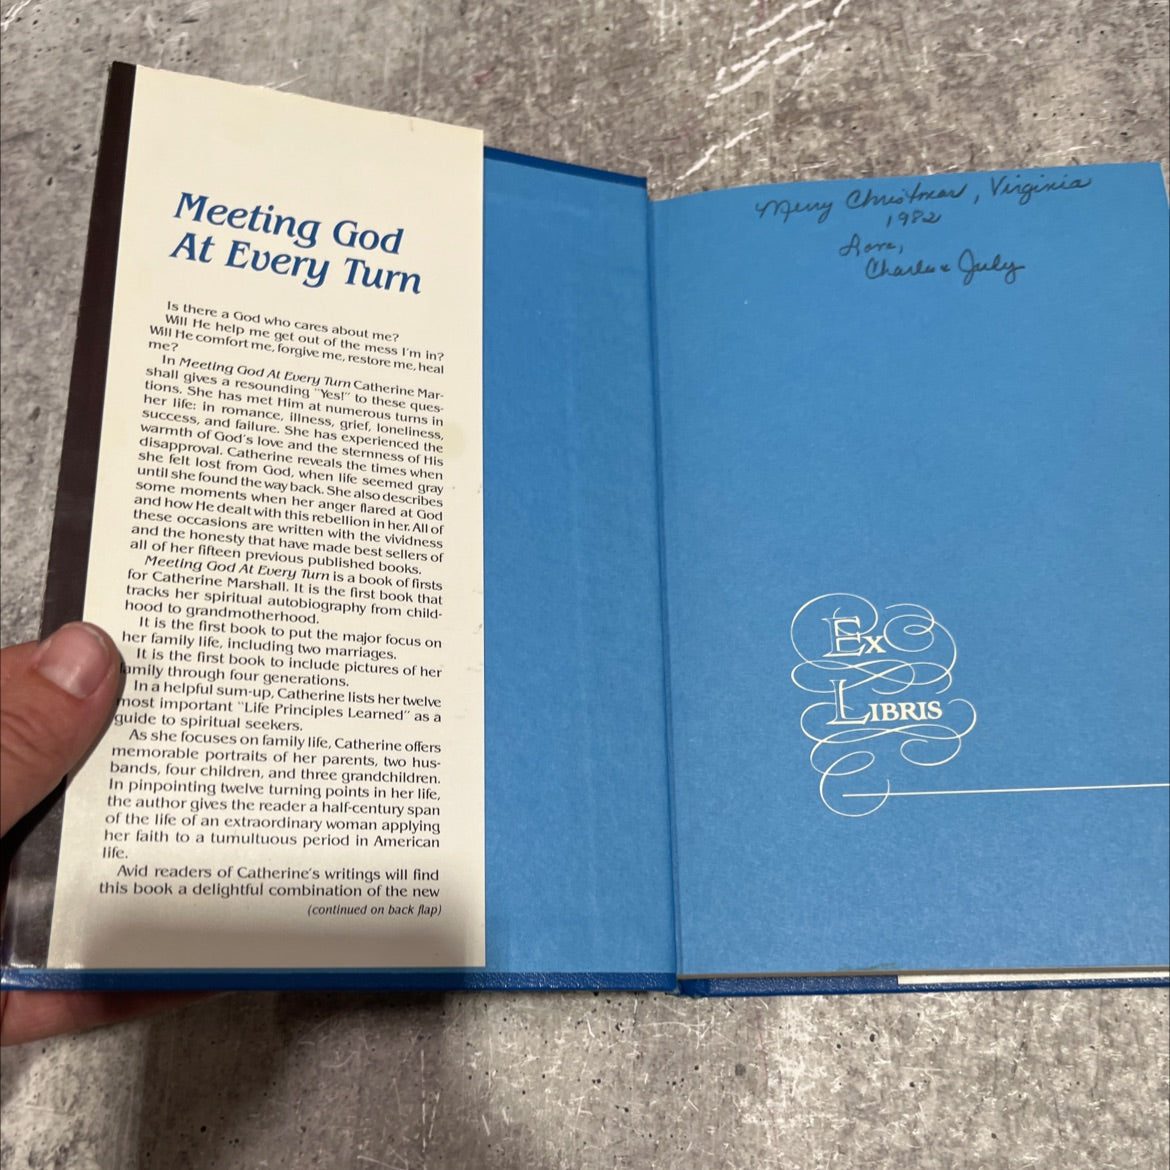 Meeting God
At Every Turn
Is there a God who cares about me?
Will He help me get out of the mess I'm in?
Will He comfort me, forgive me, restore me, heal
me?
In Meeting God At Every Turn Catherine Mar-
shall gives a resounding "Yes!" to these ques-
tions. She has met Him at numerous turns in
her life: in romance, illness, grief, loneliness,
success, and failure. She has experienced the
warmth of God's love and the sternness of His
disapproval. Catherine reveals the times when
she felt lost from God, when life seemed gray
until she found the way back. She also describes
some moments when her anger flared at God
and how He dealt with this rebellion in her. All of
these occasions are written with the vividness
and the honesty that have made best sellers of
all of her fifteen previous published books.
Meeting God At Every Turn is a book of firsts
for Catherine Marshall. It is the first book that
tracks her spiritual autobiography from child-
hood to grandmotherhood.
It is the first book to put the major focus on
her family life, including two marriages.
It is the first book to include pictures of her
family through four generations.
In a helpful sum-up, Catherine lists her twelve
most important "Life Principles Learned" as a
guide to spiritual seekers.
As she focuses on family life, Catherine offers
memorable portraits of her parents, two hus-
bands, four children, and three grandchildren.
In pinpointing twelve turning points in her life,
the author gives the reader a half-century span
of the life of an extraordinary woman applying
her faith to a tumultuous period in American
life.
Avid readers of Catherine's writings will find
this book a delightful combination of the new
(continued on back flap)
Merry Christmas, Virginia
1982
Love,
Charles & July
EX
LIBRIS